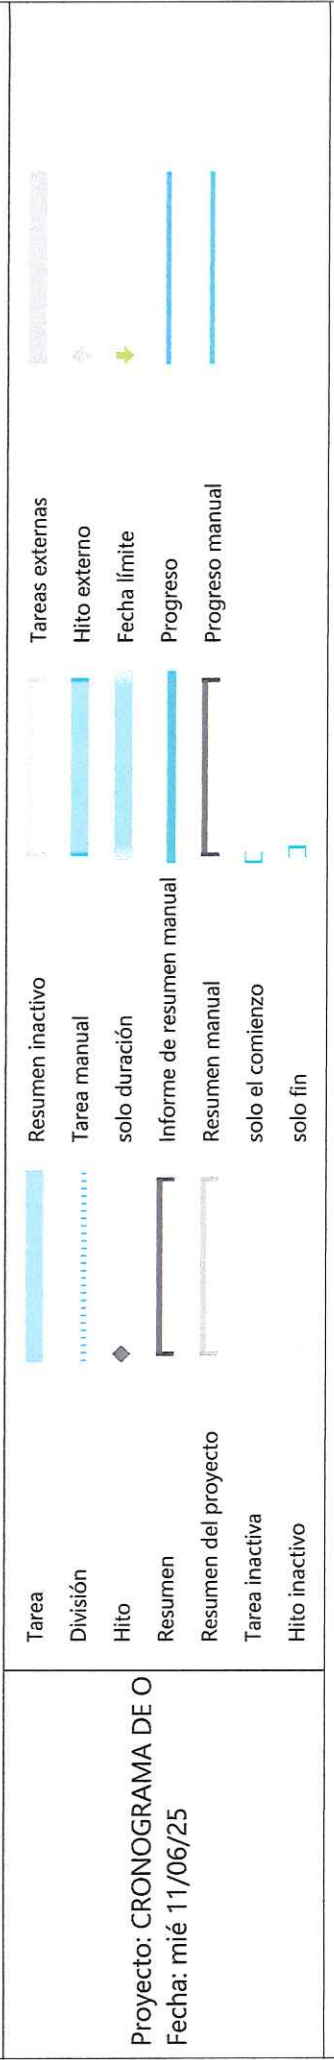 Proyecto: CRONOGRAMA DE O
Fecha: mié 11/06/25
Tarea
División
Hito
Resumen
Resumen del proyecto
Tarea inactiva
Hito inactivo
Resumen inactivo
Tarea manual
solo duración
Informe de resumen manual
Resumen manual
solo el comienzo
solo fin
Tareas externas
Hito externo
Fecha límite
Progreso
Progreso manual